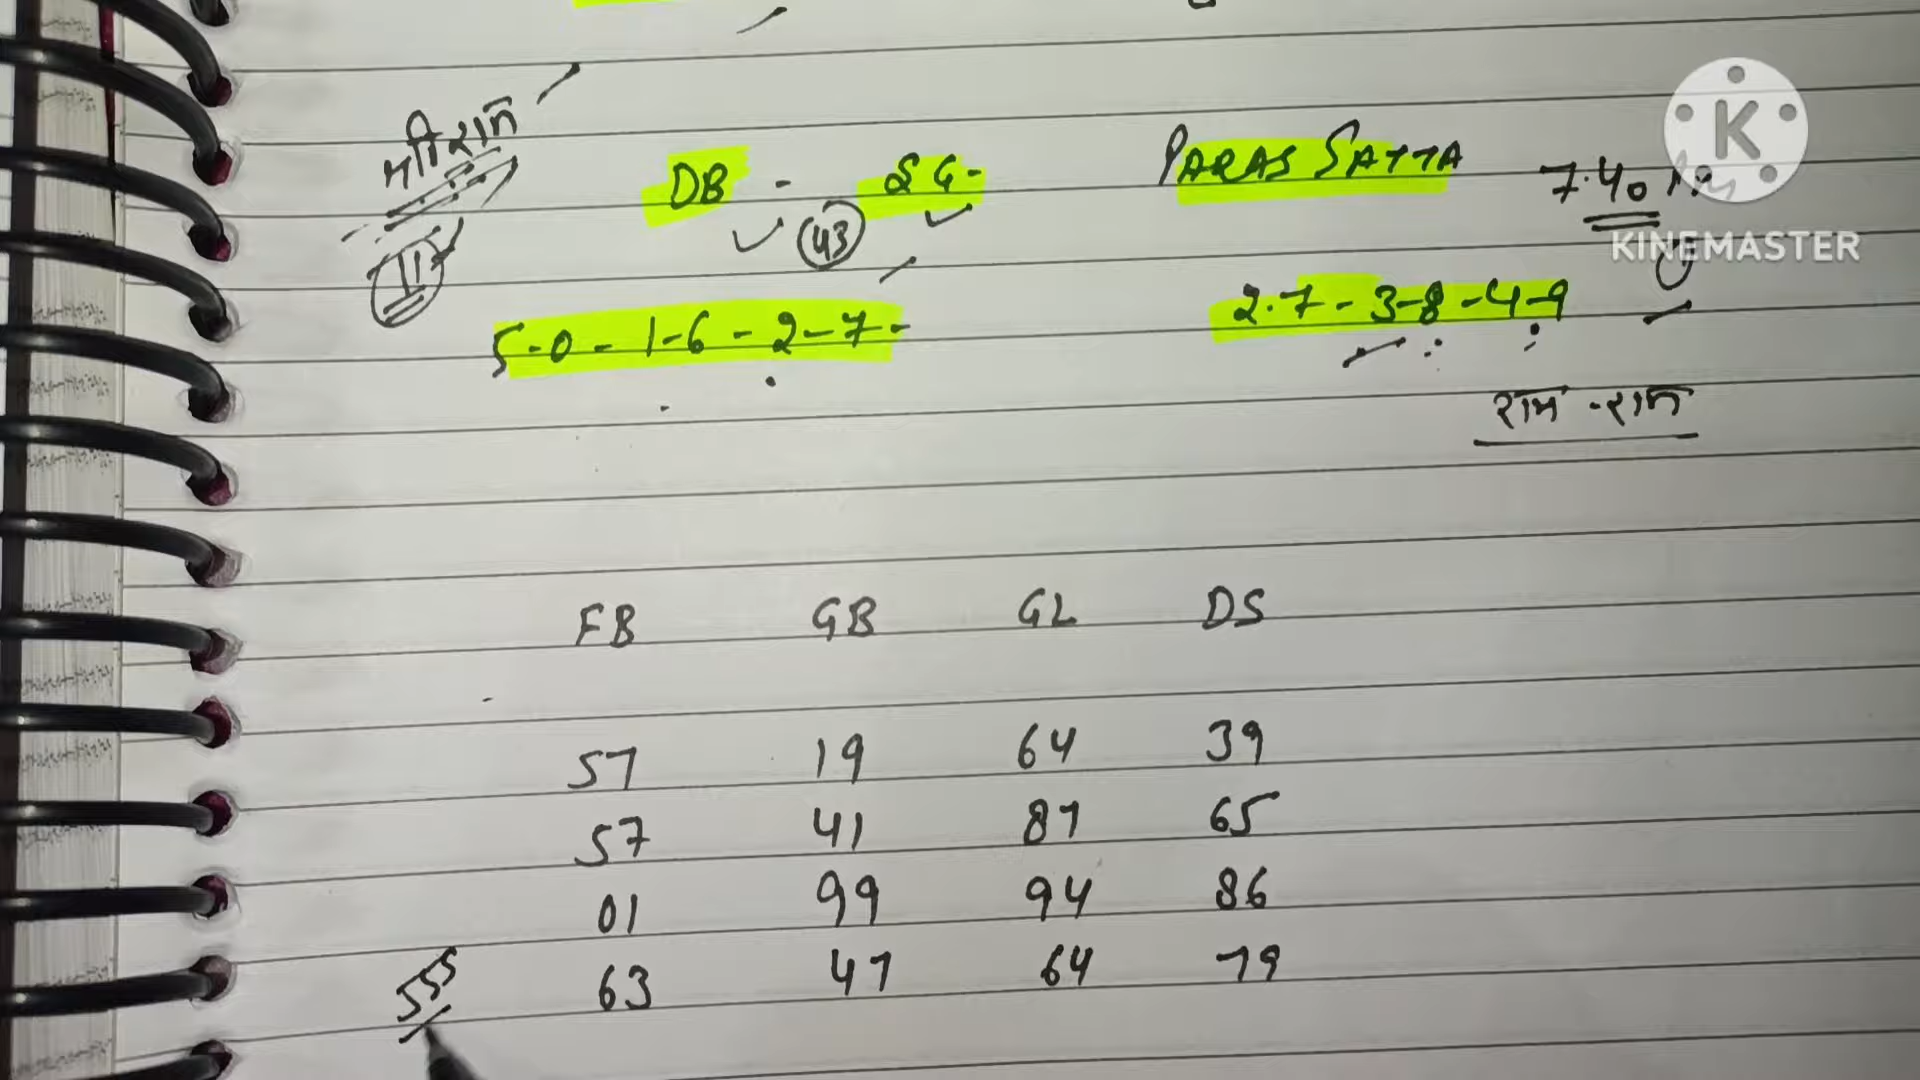 DB - SG-
PARAS SATTA
7.40
KINEMASTER
43
5-0-1-6-2-7-
2.7-3-8-4-9
राम -राम
FB GB GL DS
57 19 64 39
57 41 87 65
01 99 94 86
555 63 47 64 79